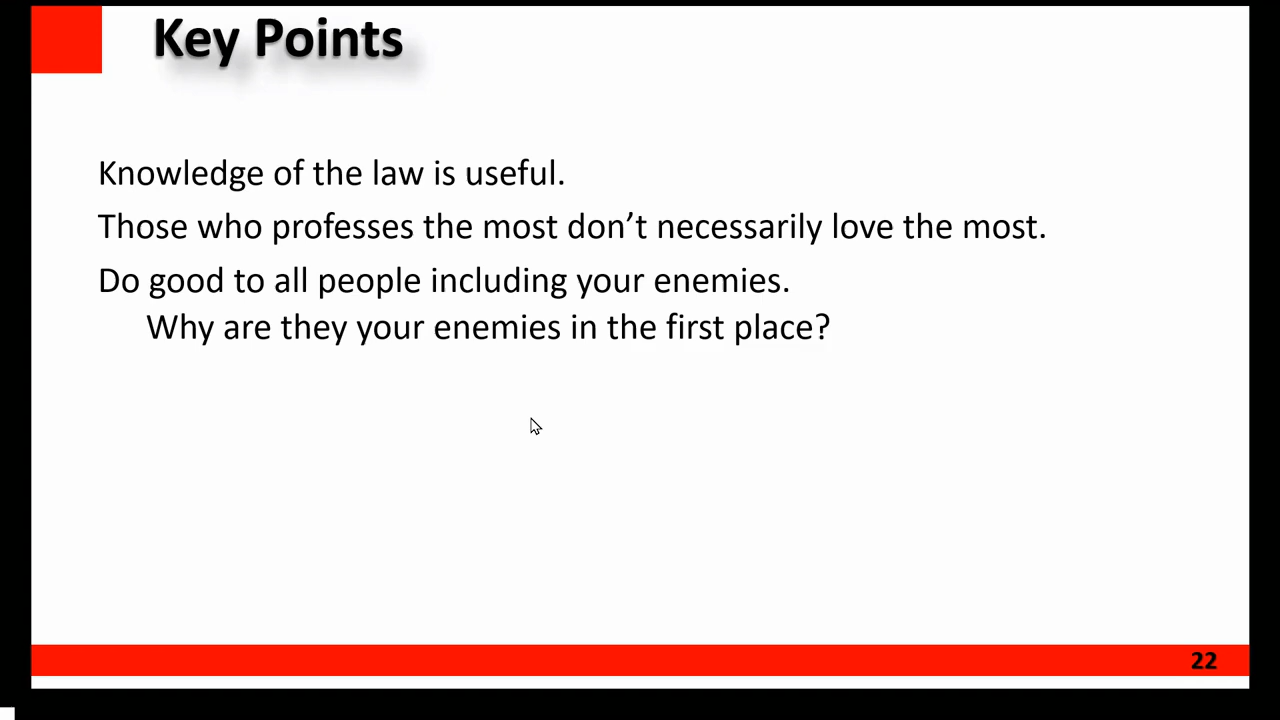 Key Points
Knowledge of the law is useful.
Those who professes the most don’t necessarily love the most.
Do good to all people including your enemies.
Why are they your enemies in the first place?
22